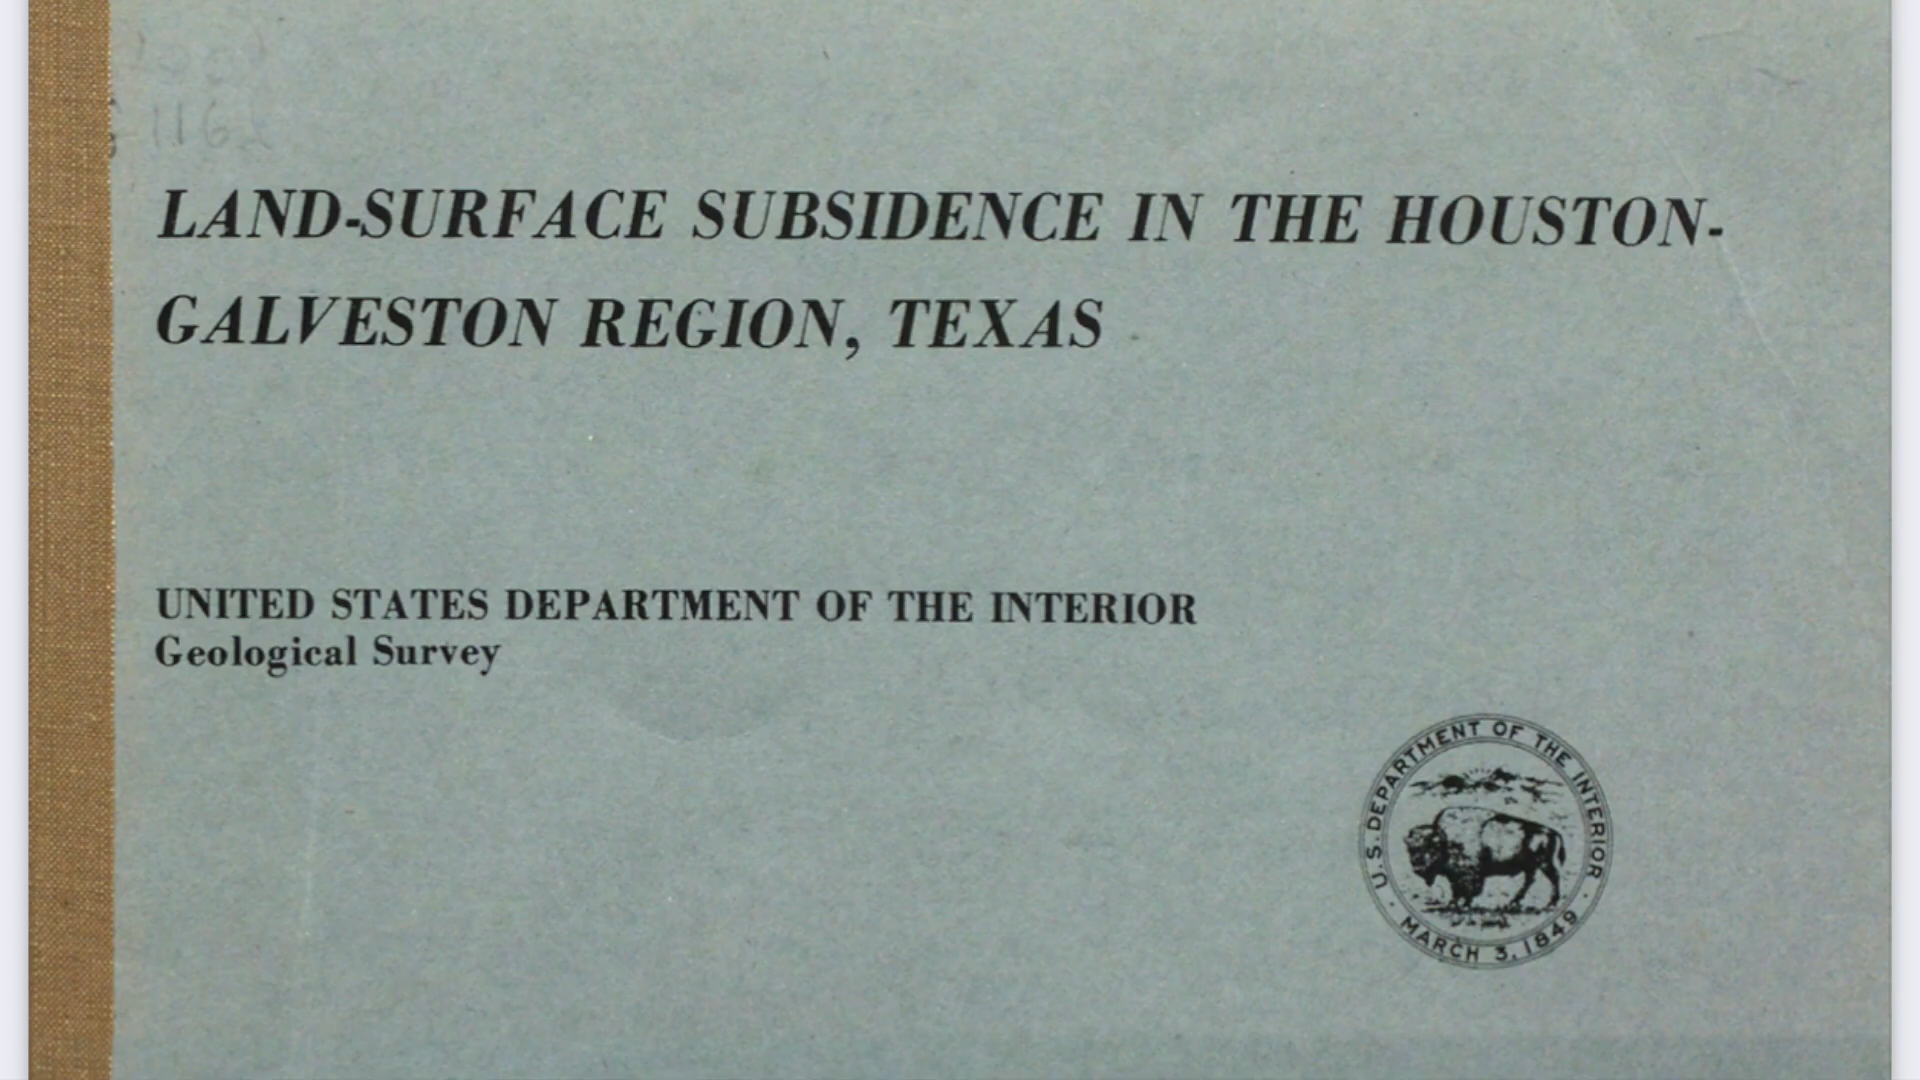 LAND-SURFACE SUBSIDENCE IN THE HOUSTON-
GALVESTON REGION, TEXAS
UNITED STATES DEPARTMENT OF THE INTERIOR
Geological Survey
U.S. DEPARTMENT OF THE INTERIOR
MARCH 3, 1849